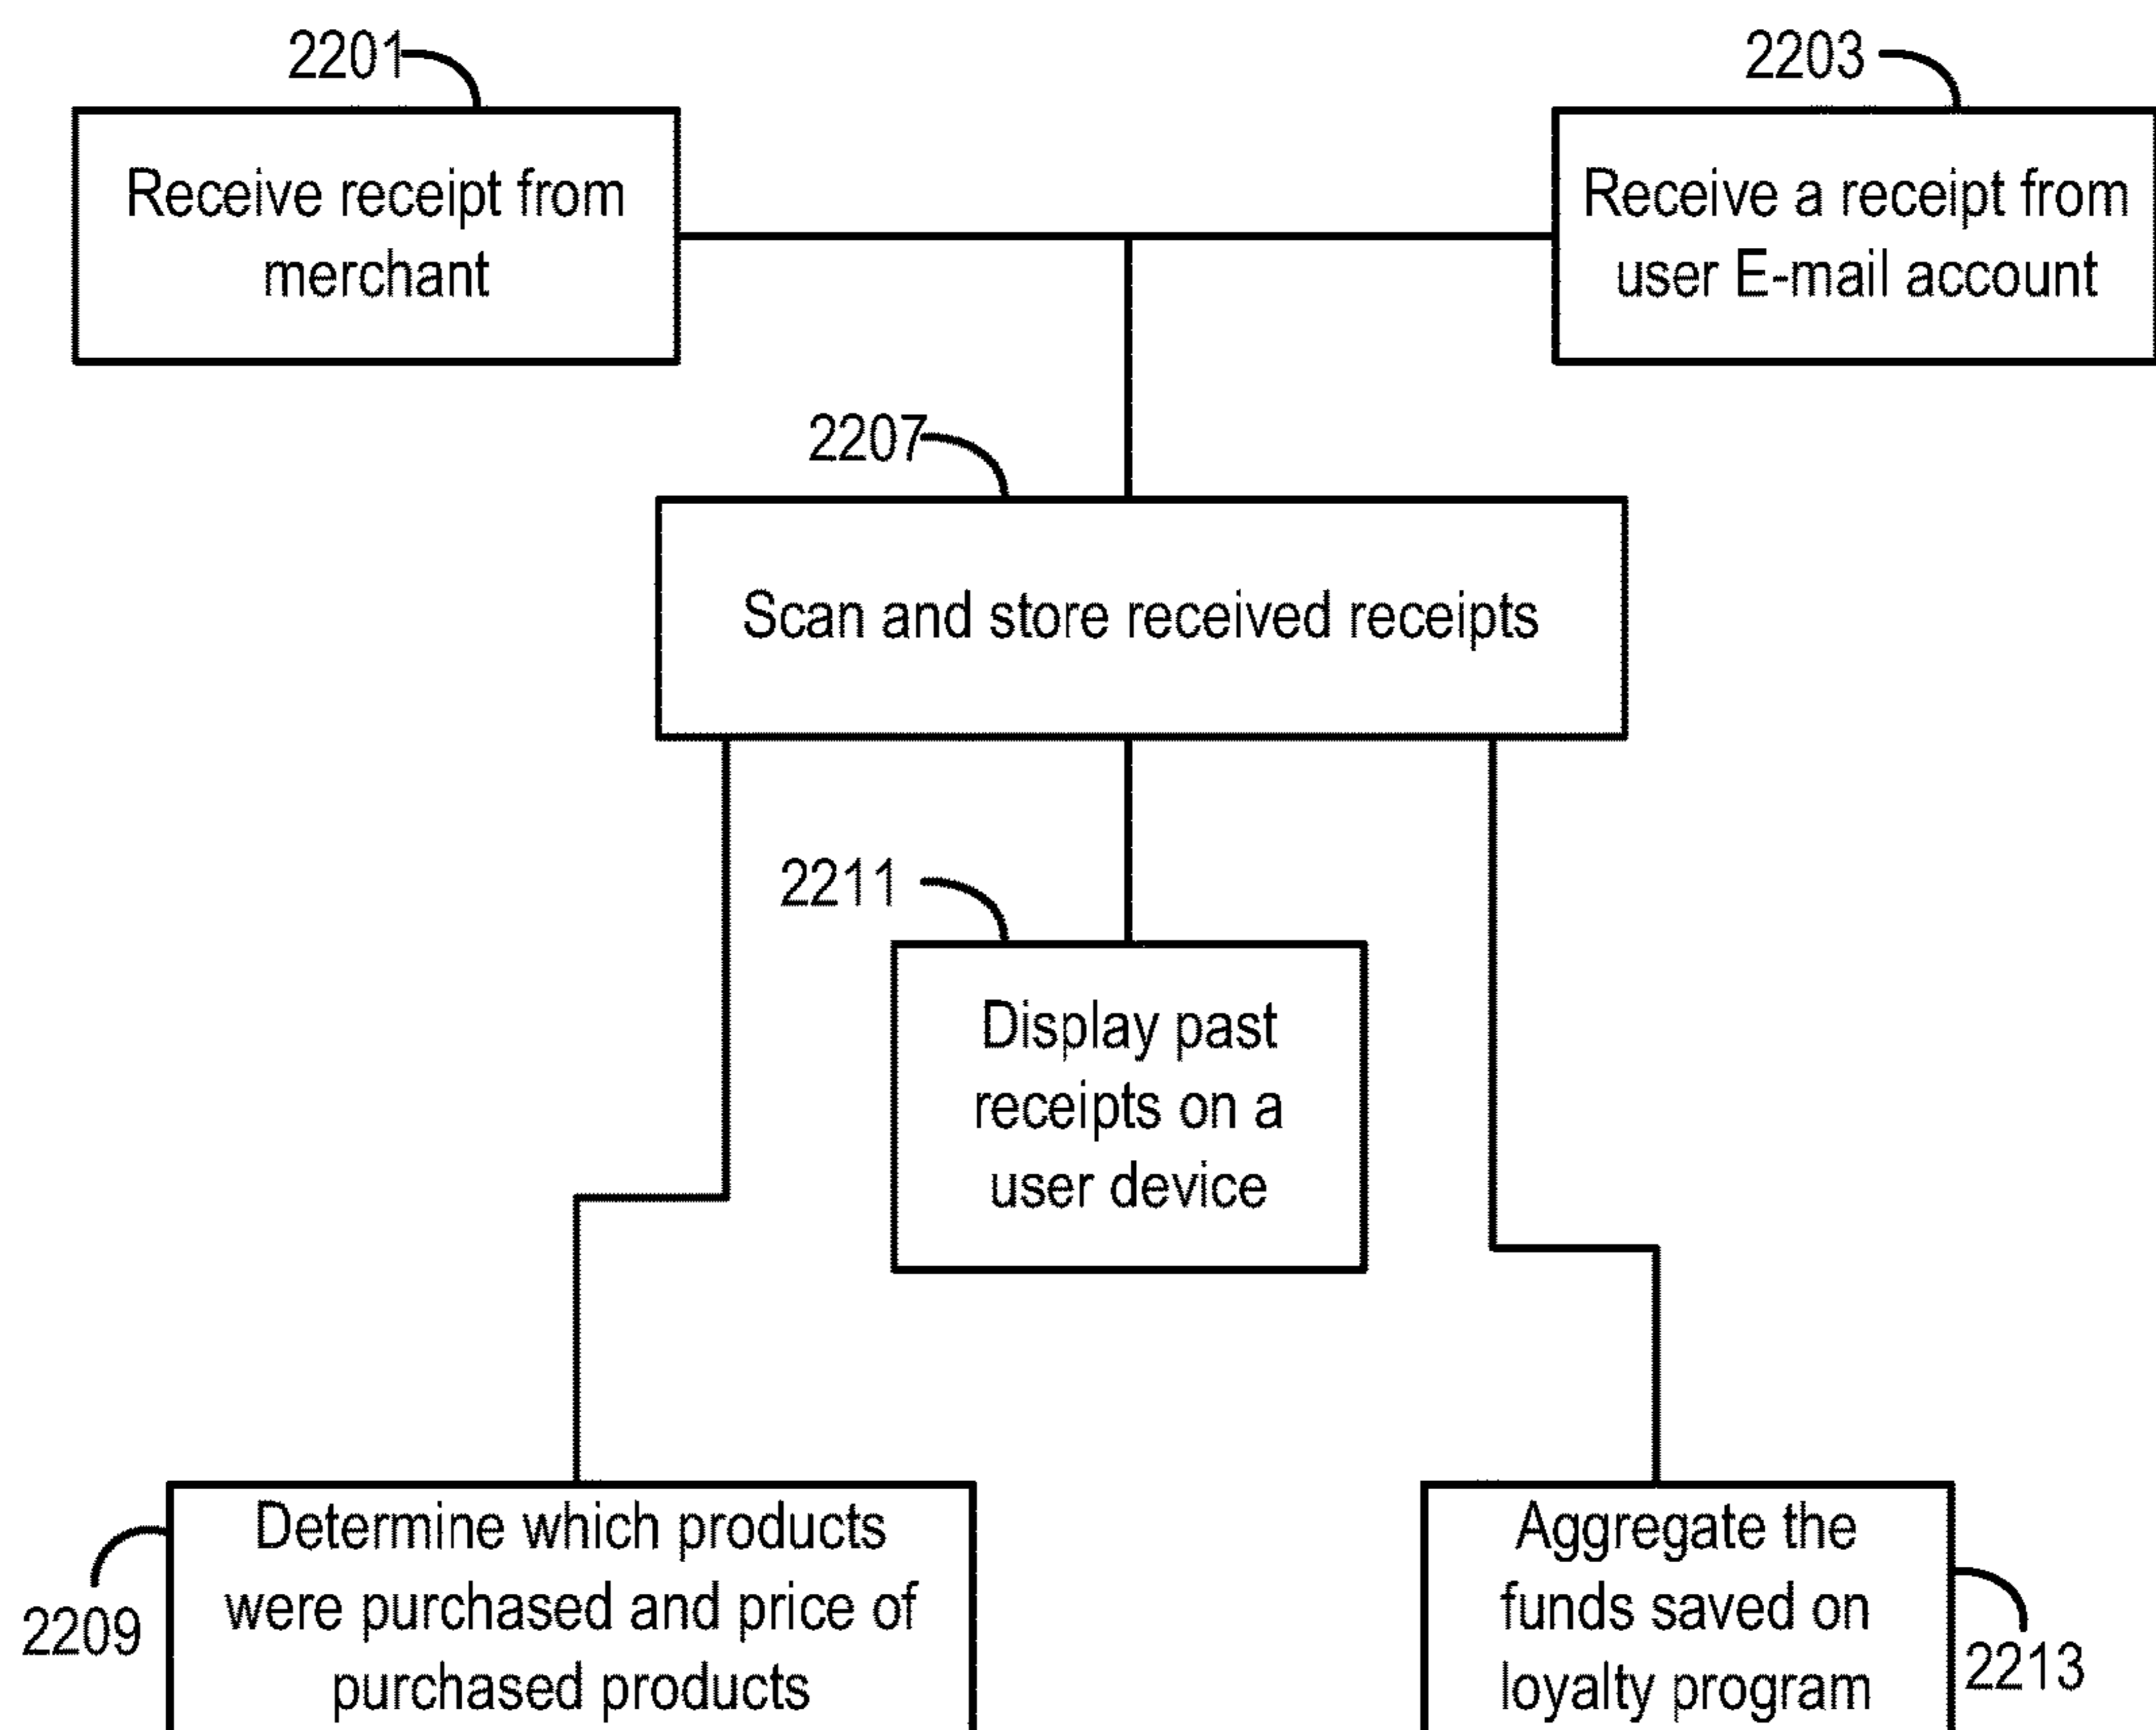 2201
Receive receipt from
merchant
2203
Receive a receipt from
user E-mail account
2207
Scan and store received receipts
2211
Display past
receipts on a
user device
2209
Determine which products
were purchased and price of
purchased products
Aggregate the
funds saved on
loyalty program
2213